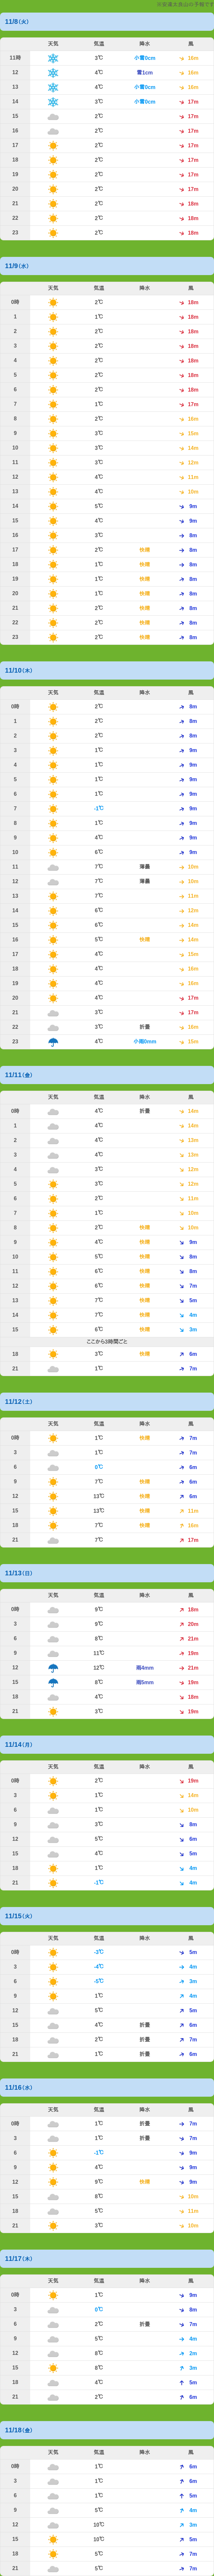 11/8（火）
天気 気温 降水 風
11時 3℃ 小雪0cm 16m
12 4℃ 雪1cm 16m
13 4℃ 小雪0cm 16m
14 3℃ 小雪0cm 17m
15 2℃ 17m
16 2℃ 17m
17 2℃ 17m
18 2℃ 17m
19 2℃ 17m
20 2℃ 17m
21 2℃ 18m
22 2℃ 18m
23 2℃ 18m
11/9（水）
天気 気温 降水 風
0時 2℃ 18m
1 2℃ 18m
2 2℃ 18m
3 2℃ 18m
4 2℃ 18m
5 2℃ 18m
6 2℃ 18m
7 1℃ 17m
8 2℃ 16m
9 3℃ 15m
10 3℃ 14m
11 3℃ 12m
12 4℃ 11m
13 4℃ 10m
14 5℃ 9m
15 4℃ 9m
16 3℃ 8m
17 2℃ 快晴 8m
18 1℃ 快晴 8m
19 1℃ 快晴 8m
20 1℃ 快晴 8m
21 2℃ 快晴 8m
22 2℃ 快晴 8m
23 2℃ 快晴 8m
11/10（木）
天気 気温 降水 風
0時 2℃ 8m
1 2℃ 8m
2 2℃ 8m
3 1℃ 9m
4 1℃ 9m
5 1℃ 9m
6 1℃ 9m
7 -1℃ 9m
8 1℃ 9m
9 4℃ 9m
10 6℃ 9m
11 7℃ 薄曇 10m
12 7℃ 薄曇 10m
13 7℃ 11m
14 6℃ 12m
15 6℃ 14m
16 5℃ 快晴 14m
17 4℃ 15m
18 4℃ 16m
19 4℃ 16m
20 4℃ 17m
21 3℃ 17m
22 3℃ 折曇 16m
23 4℃ 小雨0mm 15m
11/11（金）
天気 気温 降水 風
0時 4℃ 折曇 14m
1 4℃ 14m
2 4℃ 13m
3 4℃ 13m
4 3℃ 12m
5 3℃ 12m
6 2℃ 11m
7 1℃ 10m
8 2℃ 快晴 10m
9 4℃ 快晴 9m
10 5℃ 快晴 8m
11 6℃ 快晴 8m
12 6℃ 快晴 7m
13 7℃ 快晴 5m
14 7℃ 快晴 4m
15 6℃ 快晴 3m
ここから3時間ごと
18 3℃ 快晴 6m
21 1℃ 7m
11/12（土）
天気 気温 降水 風
0時 1℃ 快晴 7m
3 1℃ 7m
6 0℃ 6m
9 7℃ 快晴 6m
12 13℃ 快晴 6m
15 13℃ 快晴 11m
18 7℃ 快晴 16m
21 7℃ 17m
11/13（日）
天気 気温 降水 風
0時 9℃ 18m
3 9℃ 20m
6 8℃ 21m
9 11℃ 19m
12 12℃ 雨4mm 21m
15 8℃ 雨5mm 19m
18 4℃ 18m
21 3℃ 19m
11/14（月）
天気 気温 降水 風
0時 2℃ 19m
3 1℃ 14m
6 1℃ 10m
9 3℃ 8m
12 5℃ 6m
15 4℃ 5m
18 1℃ 4m
21 -1℃ 4m
11/15（火）
天気 気温 降水 風
0時 -3℃ 5m
3 -4℃ 4m
6 -5℃ 3m
9 1℃ 4m
12 5℃ 5m
15 4℃ 折曇 6m
18 2℃ 折曇 7m
21 1℃ 折曇 6m
11/16（水）
天気 気温 降水 風
0時 1℃ 折曇 7m
3 1℃ 折曇 7m
6 -1℃ 9m
9 4℃ 9m
12 9℃ 快晴 9m
15 8℃ 10m
18 5℃ 11m
21 3℃ 10m
11/17（木）
天気 気温 降水 風
0時 1℃ 9m
3 0℃ 8m
6 2℃ 折曇 7m
9 5℃ 4m
12 8℃ 2m
15 8℃ 3m
18 4℃ 5m
21 2℃ 6m
11/18（金）
天気 気温 降水 風
0時 1℃ 6m
3 1℃ 6m
6 1℃ 5m
9 5℃ 4m
12 10℃ 3m
15 10℃ 5m
18 5℃ 7m
21 5℃ 7m